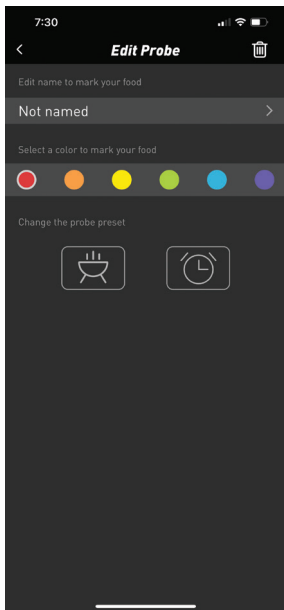 7:30
Edit Probe
Edit name to mark your food
Not named
Select a color to mark your food
Change the probe preset